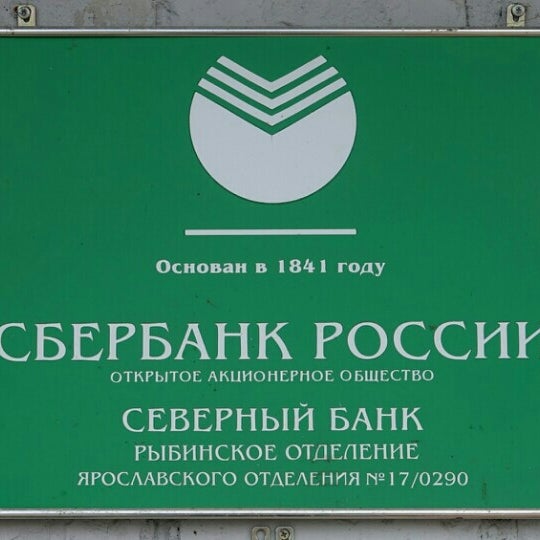 Основан в 1841 году
СБЕРБАНК РОССИИ
ОТКРЫТОЕ АКЦИОНЕРНОЕ ОБЩЕСТВО
СЕВЕРНЫЙ БАНК
РЫБИНСКОЕ ОТДЕЛЕНИЕ
ЯРОСЛАВСКОГО ОТДЕЛЕНИЯ №17/0290